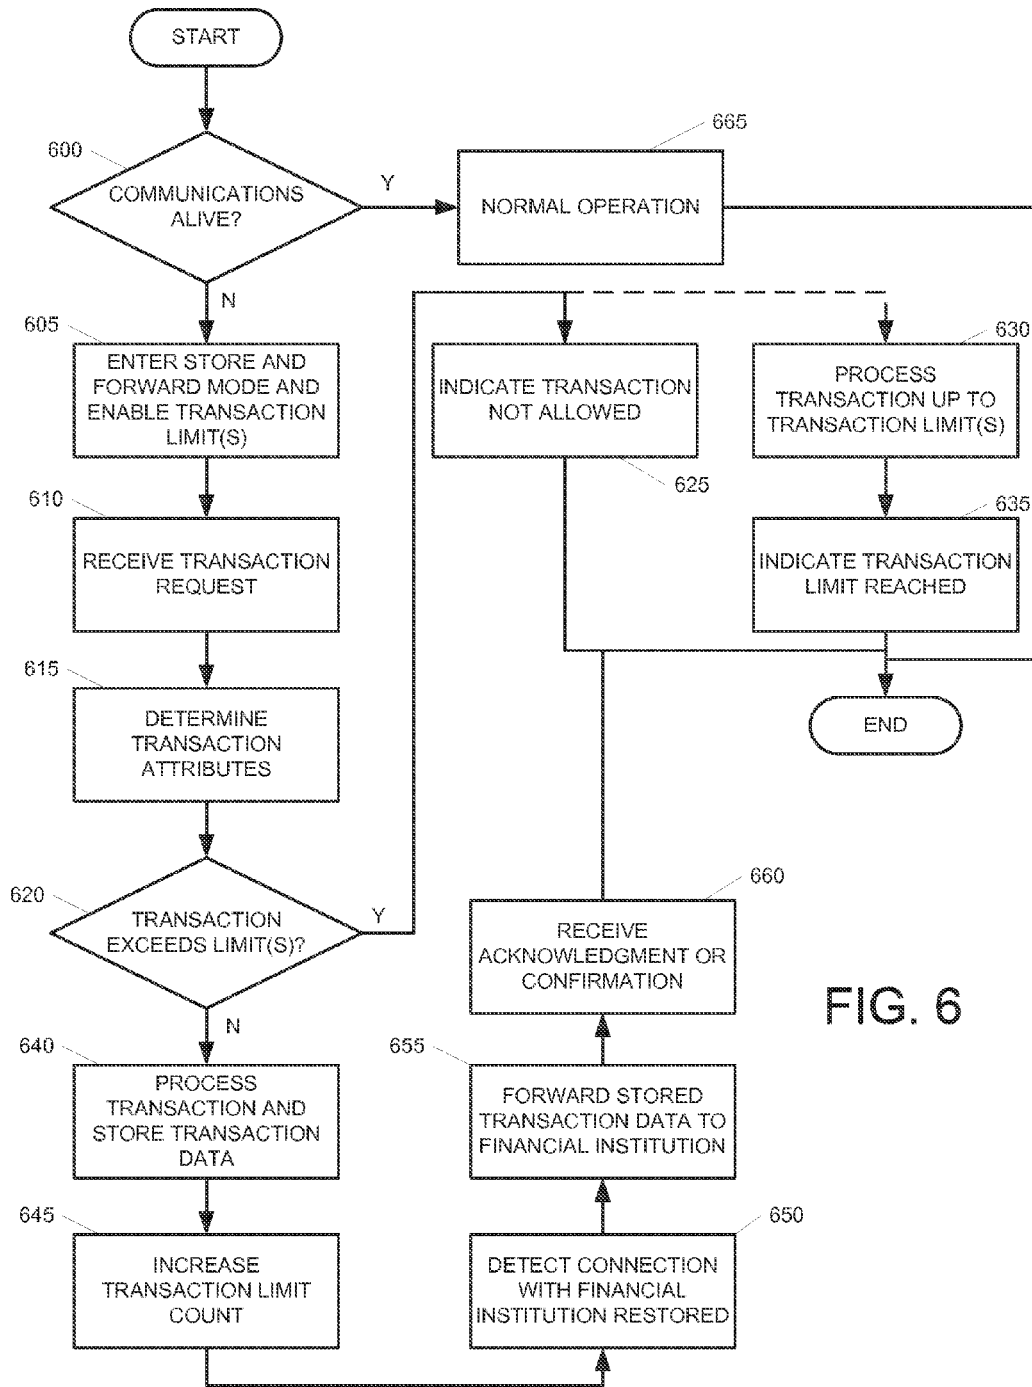 START
600
COMMUNICATIONS
ALIVE?
Y
665
NORMAL OPERATION
N
605
ENTER STORE AND
FORWARD MODE AND
ENABLE TRANSACTION
LIMIT(S)
INDICATE TRANSACTION
NOT ALLOWED
625
630
PROCESS
TRANSACTION UP TO
TRANSACTION LIMIT(S)
610
RECEIVE TRANSACTION
REQUEST
635
INDICATE TRANSACTION
LIMIT REACHED
615
DETERMINE
TRANSACTION
ATTRIBUTES
END
620
TRANSACTION
EXCEEDS LIMIT(S)?
Y
N
660
RECEIVE
ACKNOWLEDGMENT OR
CONFIRMATION
FIG. 6
640
PROCESS
TRANSACTION AND
STORE TRANSACTION
DATA
655
FORWARD STORED
TRANSACTION DATA TO
FINANCIAL INSTITUTION
645
INCREASE
TRANSACTION LIMIT
COUNT
650
DETECT CONNECTION
WITH FINANCIAL
INSTITUTION RESTORED